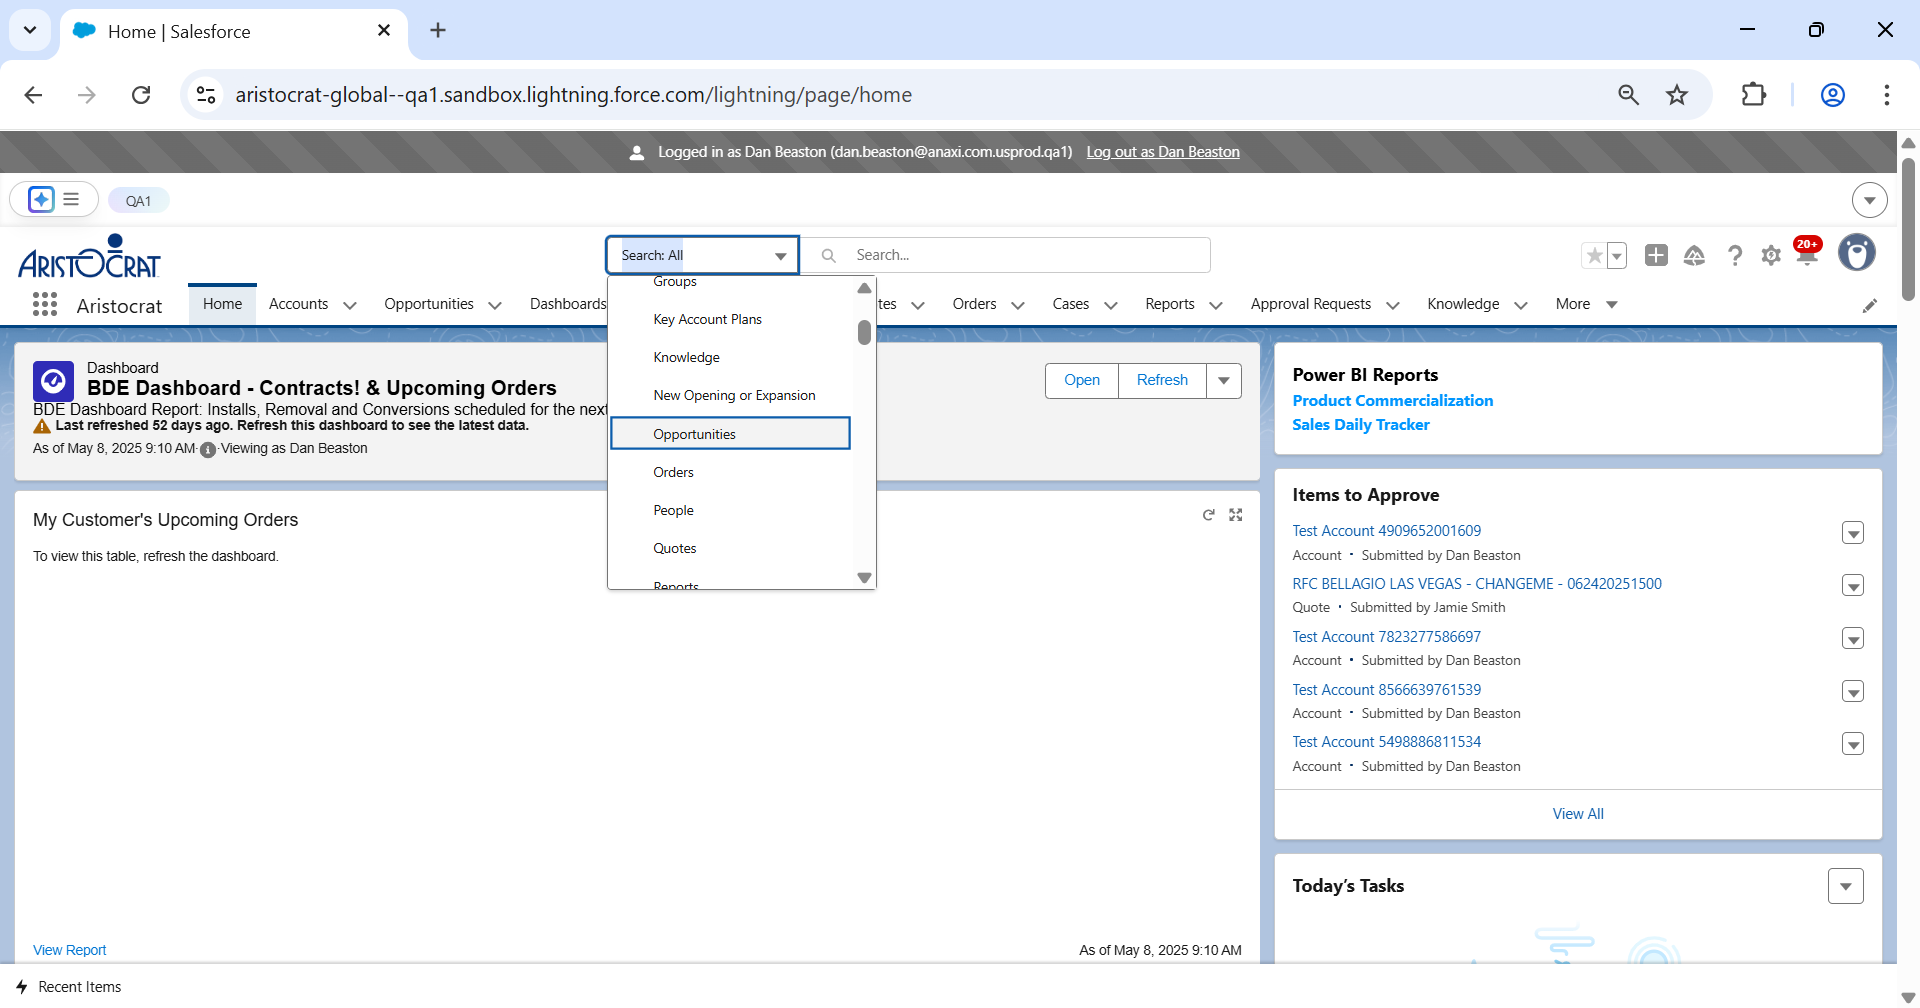 Home | Salesforce
aristocrat-global--qa1.sandbox.lightning.force.com/lightning/page/home
Logged in as Dan Beaston (dan.beaston@anaxi.com.usprod.qa1) Log out as Dan Beaston
QA1
ARISTOCRAT
Search: All
Search...
20+
Aristocrat
Home
Accounts
Opportunities
Dashboards
tes
Orders
Cases
Reports
Approval Requests
Knowledge
More
Groups
Key Account Plans
Knowledge
New Opening or Expansion
Opportunities
Orders
People
Quotes
Reports
Dashboard
BDE Dashboard - Contracts! & Upcoming Orders
BDE Dashboard Report: Installs, Removal and Conversions scheduled for the next
Last refreshed 52 days ago. Refresh this dashboard to see the latest data.
As of May 8, 2025 9:10 AM·Viewing as Dan Beaston
Open
Refresh
My Customer's Upcoming Orders
To view this table, refresh the dashboard.
View Report
As of May 8, 2025 9:10 AM
Power BI Reports
Product Commercialization
Sales Daily Tracker
Items to Approve
Test Account 4909652001609
Account • Submitted by Dan Beaston
RFC BELLAGIO LAS VEGAS - CHANGEME - 062420251500
Quote • Submitted by Jamie Smith
Test Account 7823277586697
Account • Submitted by Dan Beaston
Test Account 8566639761539
Account • Submitted by Dan Beaston
Test Account 5498886811534
Account • Submitted by Dan Beaston
View All
Today's Tasks
Recent Items